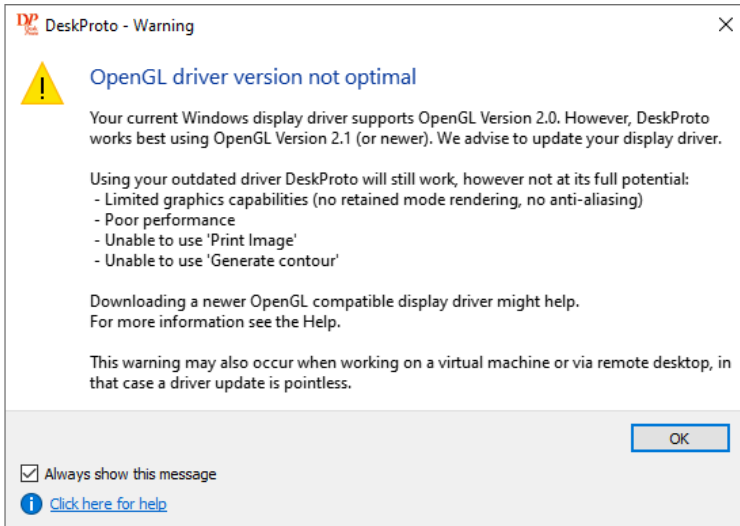 DP
Desk
Proto
DeskProto - Warning
OpenGL driver version not optimal
Your current Windows display driver supports OpenGL Version 2.0. However, DeskProto
works best using OpenGL Version 2.1 (or newer). We advise to update your display driver.
Using your outdated driver DeskProto will still work, however not at its full potential:
- Limited graphics capabilities (no retained mode rendering, no anti-aliasing)
- Poor performance
- Unable to use 'Print Image'
- Unable to use 'Generate contour'
Downloading a newer OpenGL compatible display driver might help.
For more information see the Help.
This warning may also occur when working on a virtual machine or via remote desktop, in
that case a driver update is pointless.
OK
Always show this message
Click here for help